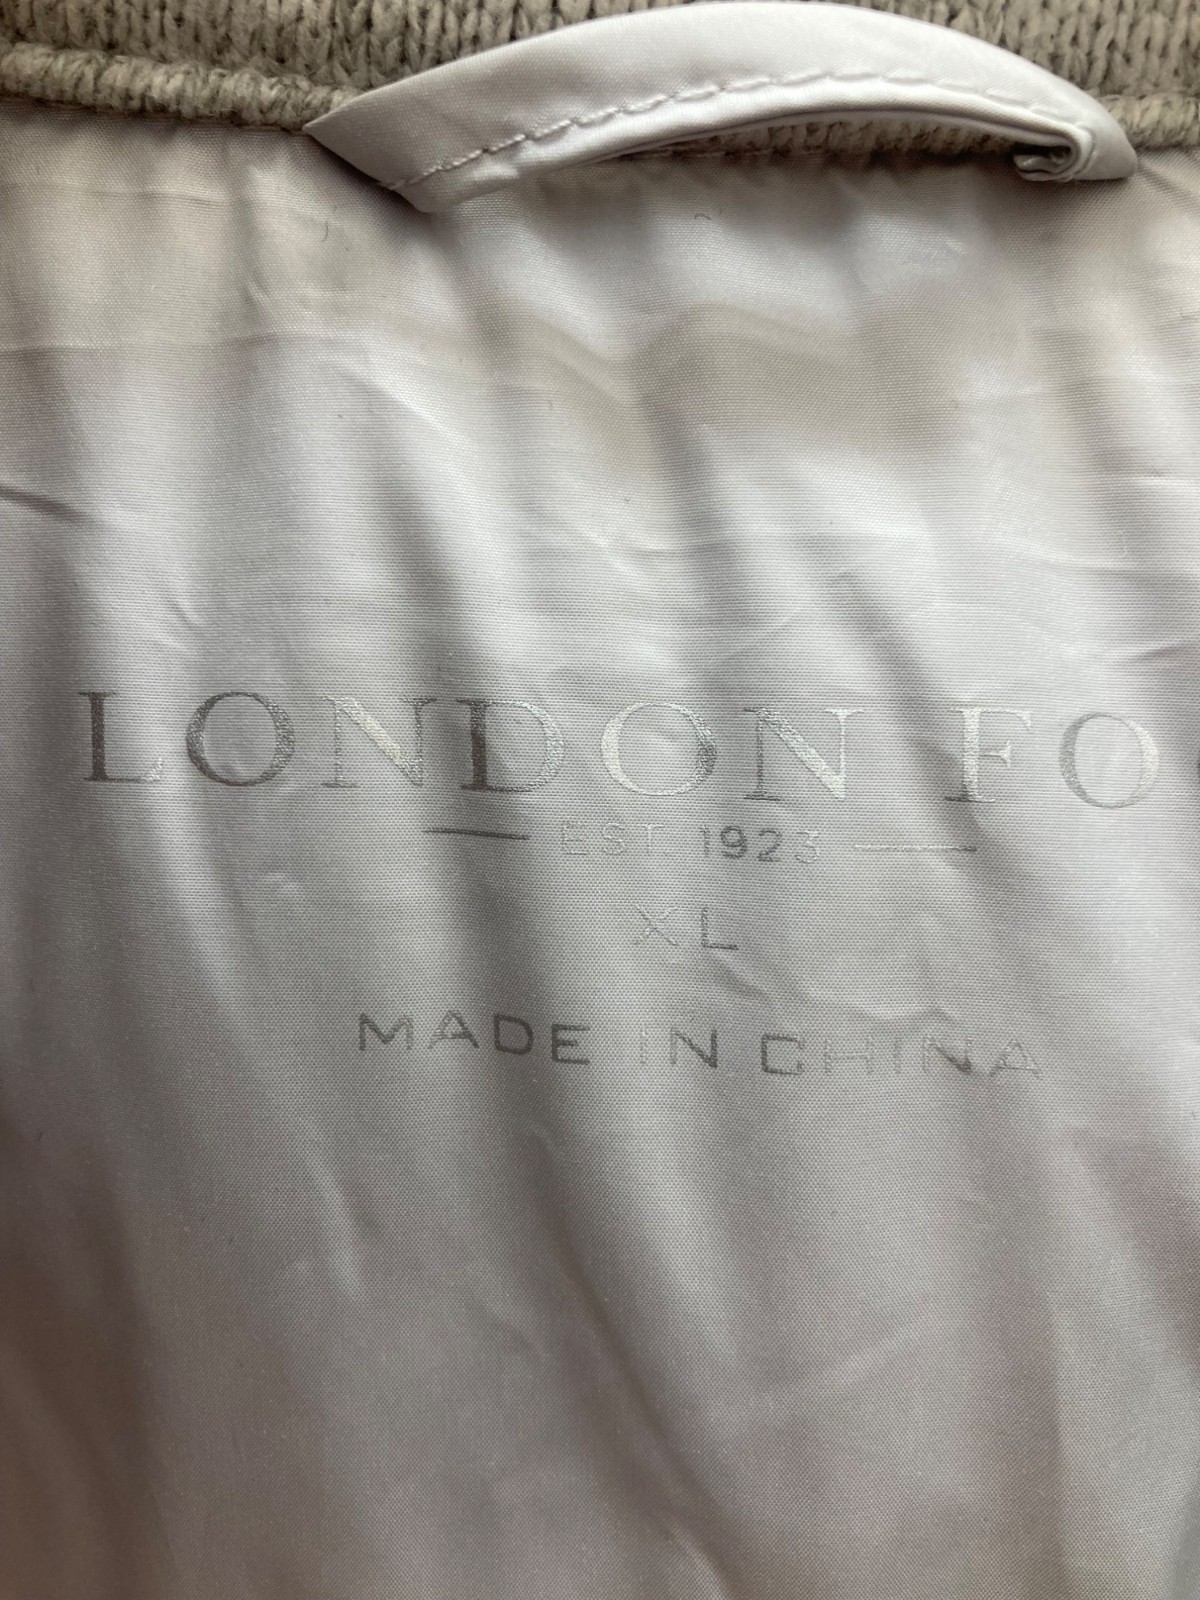 LONDON FO
EST. 1923
XL
MADE IN CHINA